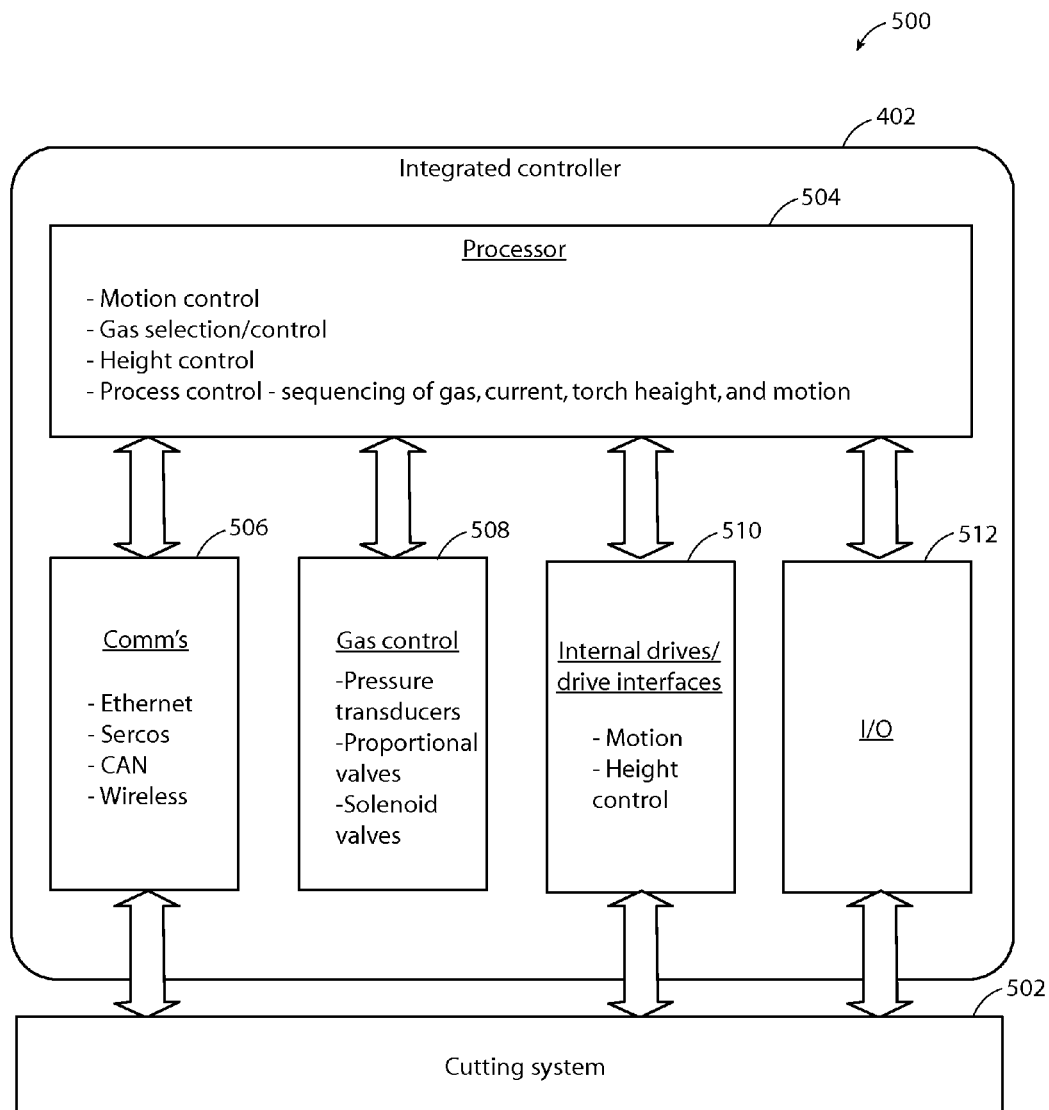 500
402
Integrated controller
504
Processor
- Motion control
- Gas selection/control
- Height control
- Process control - sequencing of gas, current, torch heaight, and motion
506
Comm's
- Ethernet
- Sercos
- CAN
- Wireless
508
Gas control
-Pressure
transducers
-Proportional
valves
-Solenoid
valves
510
Internal drives/
drive interfaces
- Motion
- Height
control
512
I/O
502
Cutting system